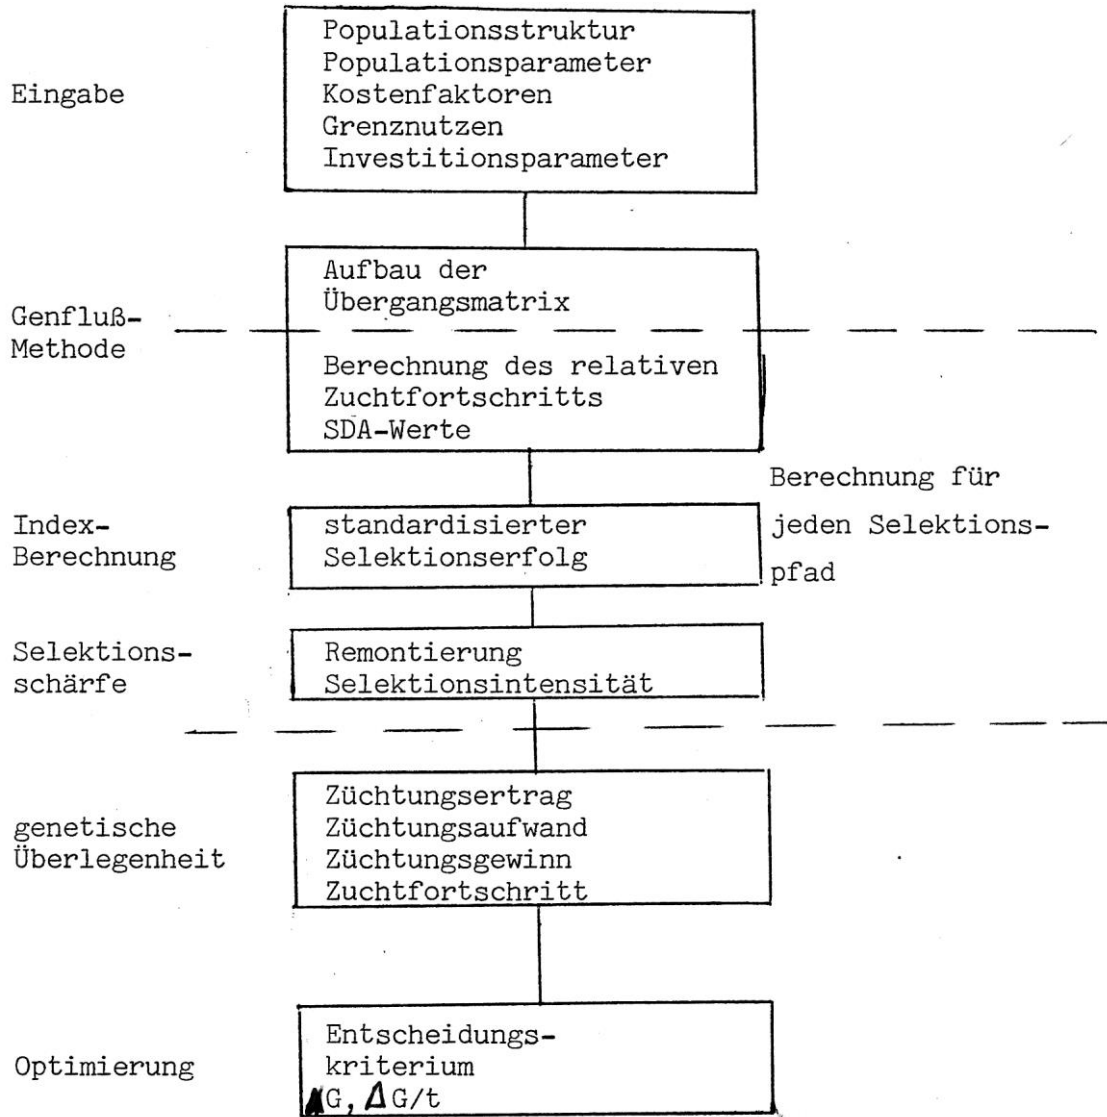 Eingabe
Populationsstruktur
Populationsparameter
Kostenfaktoren
Grenznutzen
Investitionsparameter
Genfluß-
Methode
Aufbau der
Übergangsmatrix
Berechnung des relativen
Zuchtfortschritts
SDA-Werte
Berechnung für
jeden Selektions-
pfad
Index-
Berechnung
standardisierter
Selektionserfolg
Selektions-
schärfe
Remontierung
Selektionsintensität
genetische
Überlegenheit
Züchtungsertrag
Züchtungsaufwand
Züchtungsgewinn
Zuchtfortschritt
Optimierung
Entscheidungs-
kriterium
G, ΔG/t